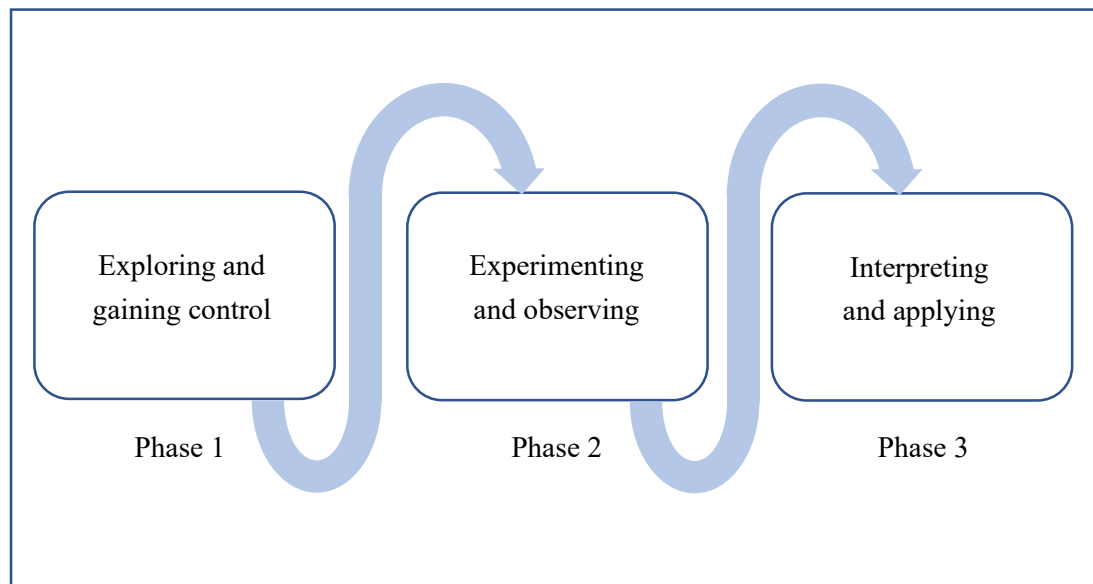 Exploring and
gaining control
Experimenting
and observing
Interpreting
and applying
Phase 1
Phase 2
Phase 3